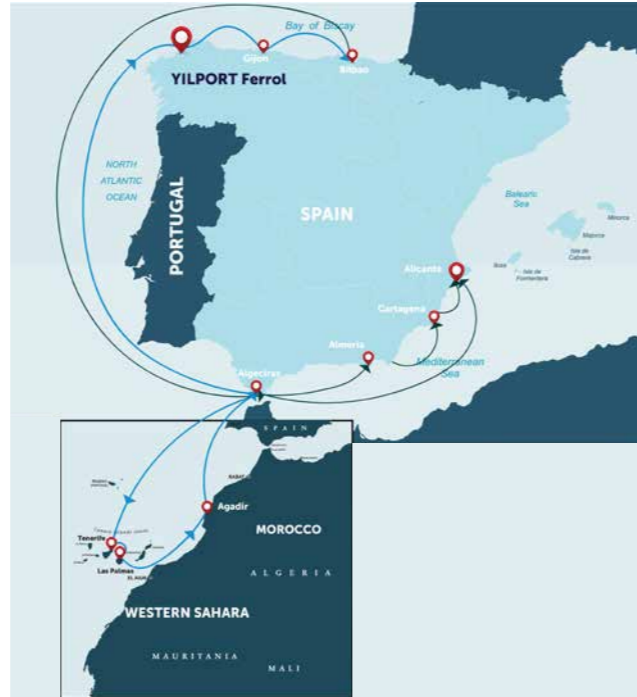 Bay of Biscay
Gijon
Bilbao
YILPORT Ferrol
NORTH
ATLANTIC
OCEAN
PORTUGAL
SPAIN
Balearic
Sea
Minorca
Majorca
Isla de
Cabrera
Ibiza
Isla de
Formentera
Alicante
Cartagena
Almeria
Mediterranean
Sea
Algeciras
SPAIN
RABAT
Agadir
MOROCCO
Tenerife
Las Palmas
ALGERIA
WESTERN SAHARA
MAURITANIA
MALI